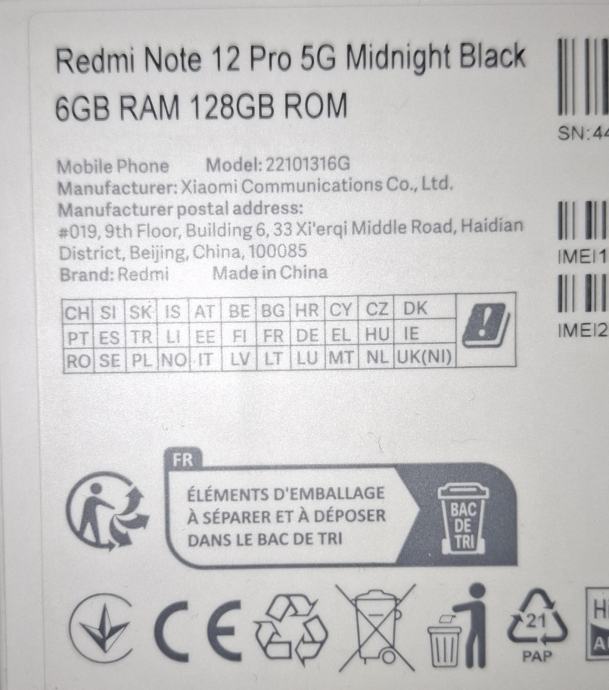 Redmi Note 12 Pro 5G Midnight Black
6GB RAM 128GB ROM
Mobile Phone Model: 22101316G
Manufacturer: Xiaomi Communications Co., Ltd.
Manufacturer postal address:
#019, 9th Floor, Building 6, 33 Xi'erqi Middle Road, Haidian
District, Beijing, China, 100085
Brand: Redmi Made in China
CH SI SK IS AT BE BG HR CY CZ DK
PT ES TR LI EE FI FR DE EL HU IE
RO SE PL NO IT LV LT LU MT NL UK(NI)
SN:44
IMEI1
IMEI2
FR
ÉLÉMENTS D'EMBALLAGE
À SÉPARER ET À DÉPOSER
DANS LE BAC DE TRI
BAC
DE
TRI
CE
21
PAP